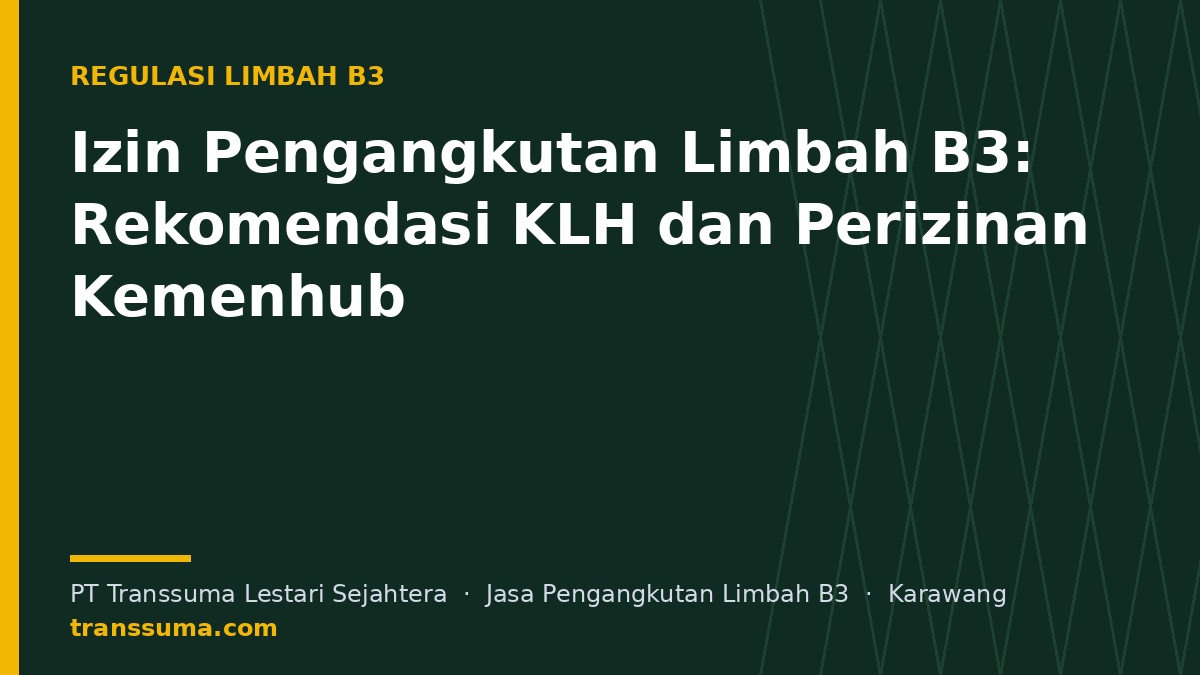 REGULASI LIMBAH B3
Izin Pengangkutan Limbah B3:
Rekomendasi KLH dan Perizinan
Kemenhub
PT Transsuma Lestari Sejahtera · Jasa Pengangkutan Limbah B3 · Karawang
transsuma.com